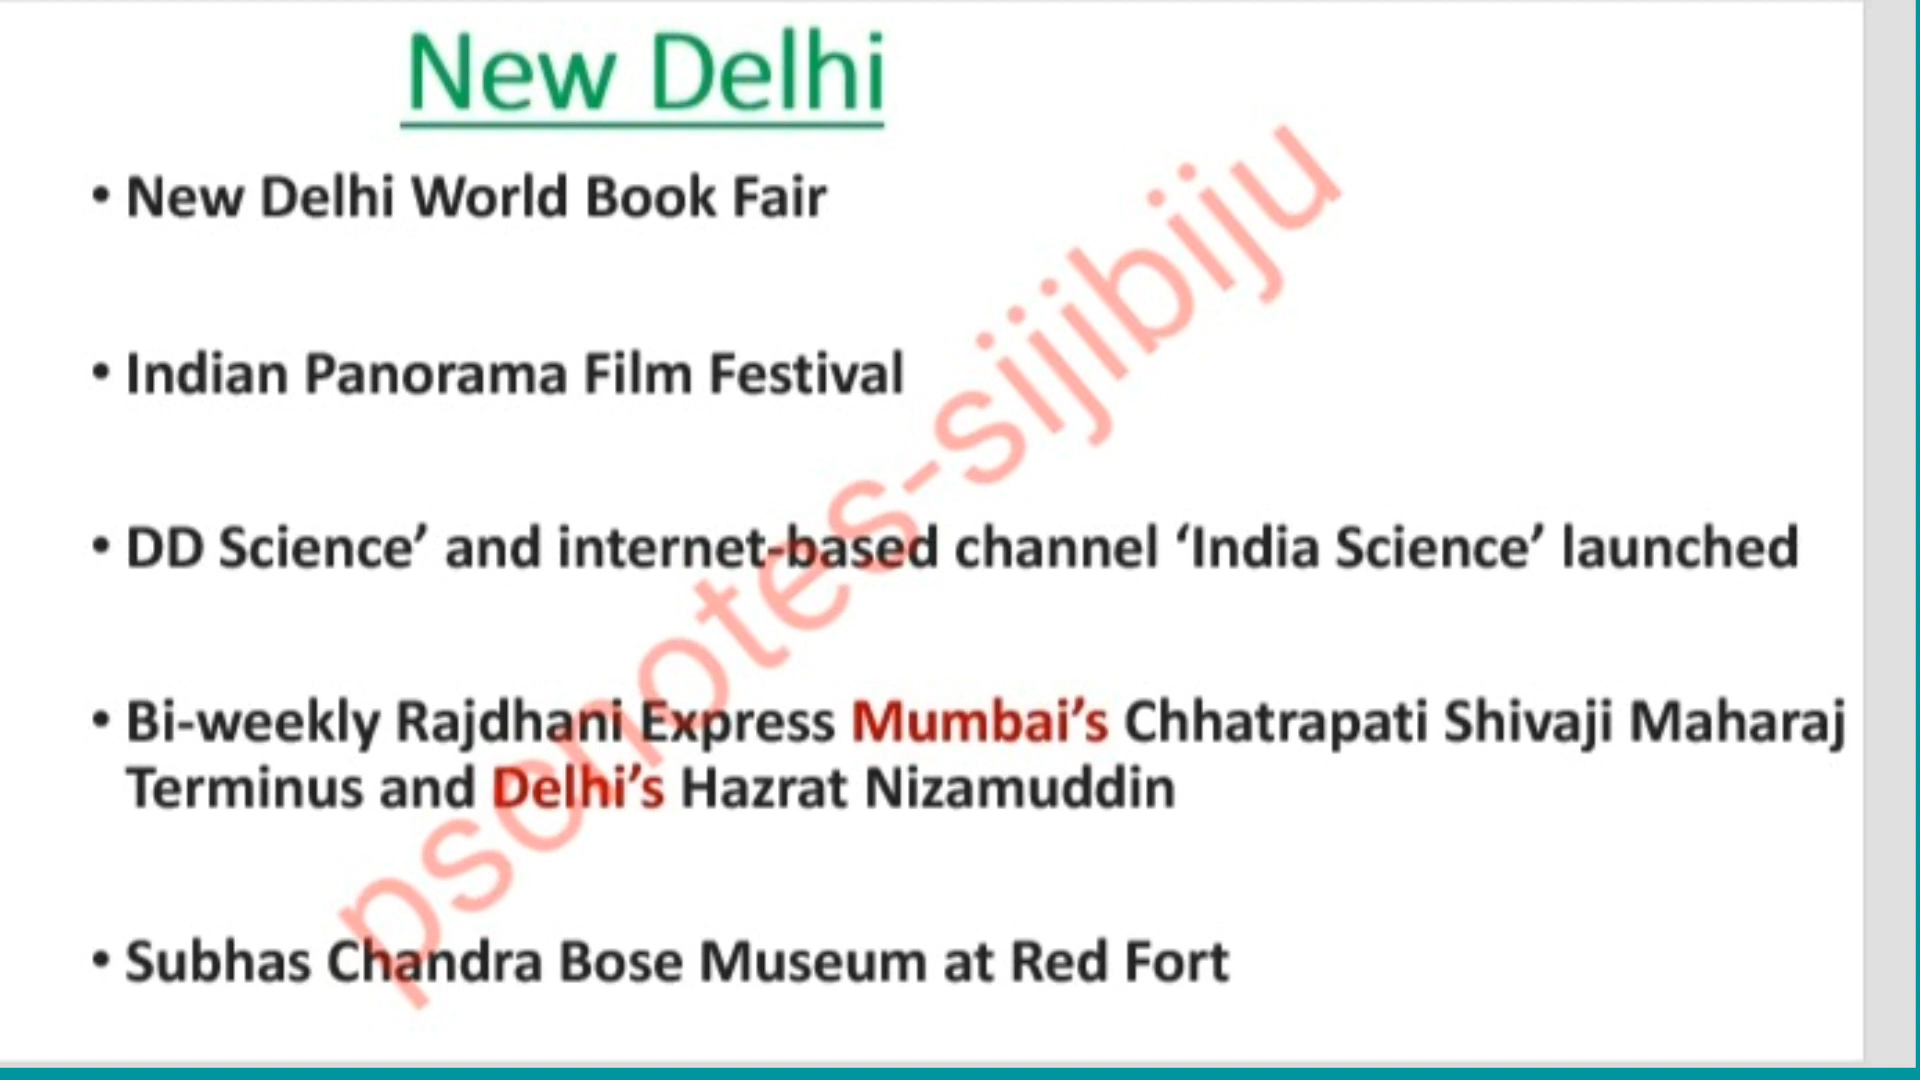 New Delhi
• New Delhi World Book Fair
• Indian Panorama Film Festival
• DD Science’ and internet-based channel ‘India Science’ launched
• Bi-weekly Rajdhani Express Mumbai’s Chhatrapati Shivaji Maharaj
Terminus and Delhi’s Hazrat Nizamuddin
• Subhas Chandra Bose Museum at Red Fort
pscnotes-sijibiju